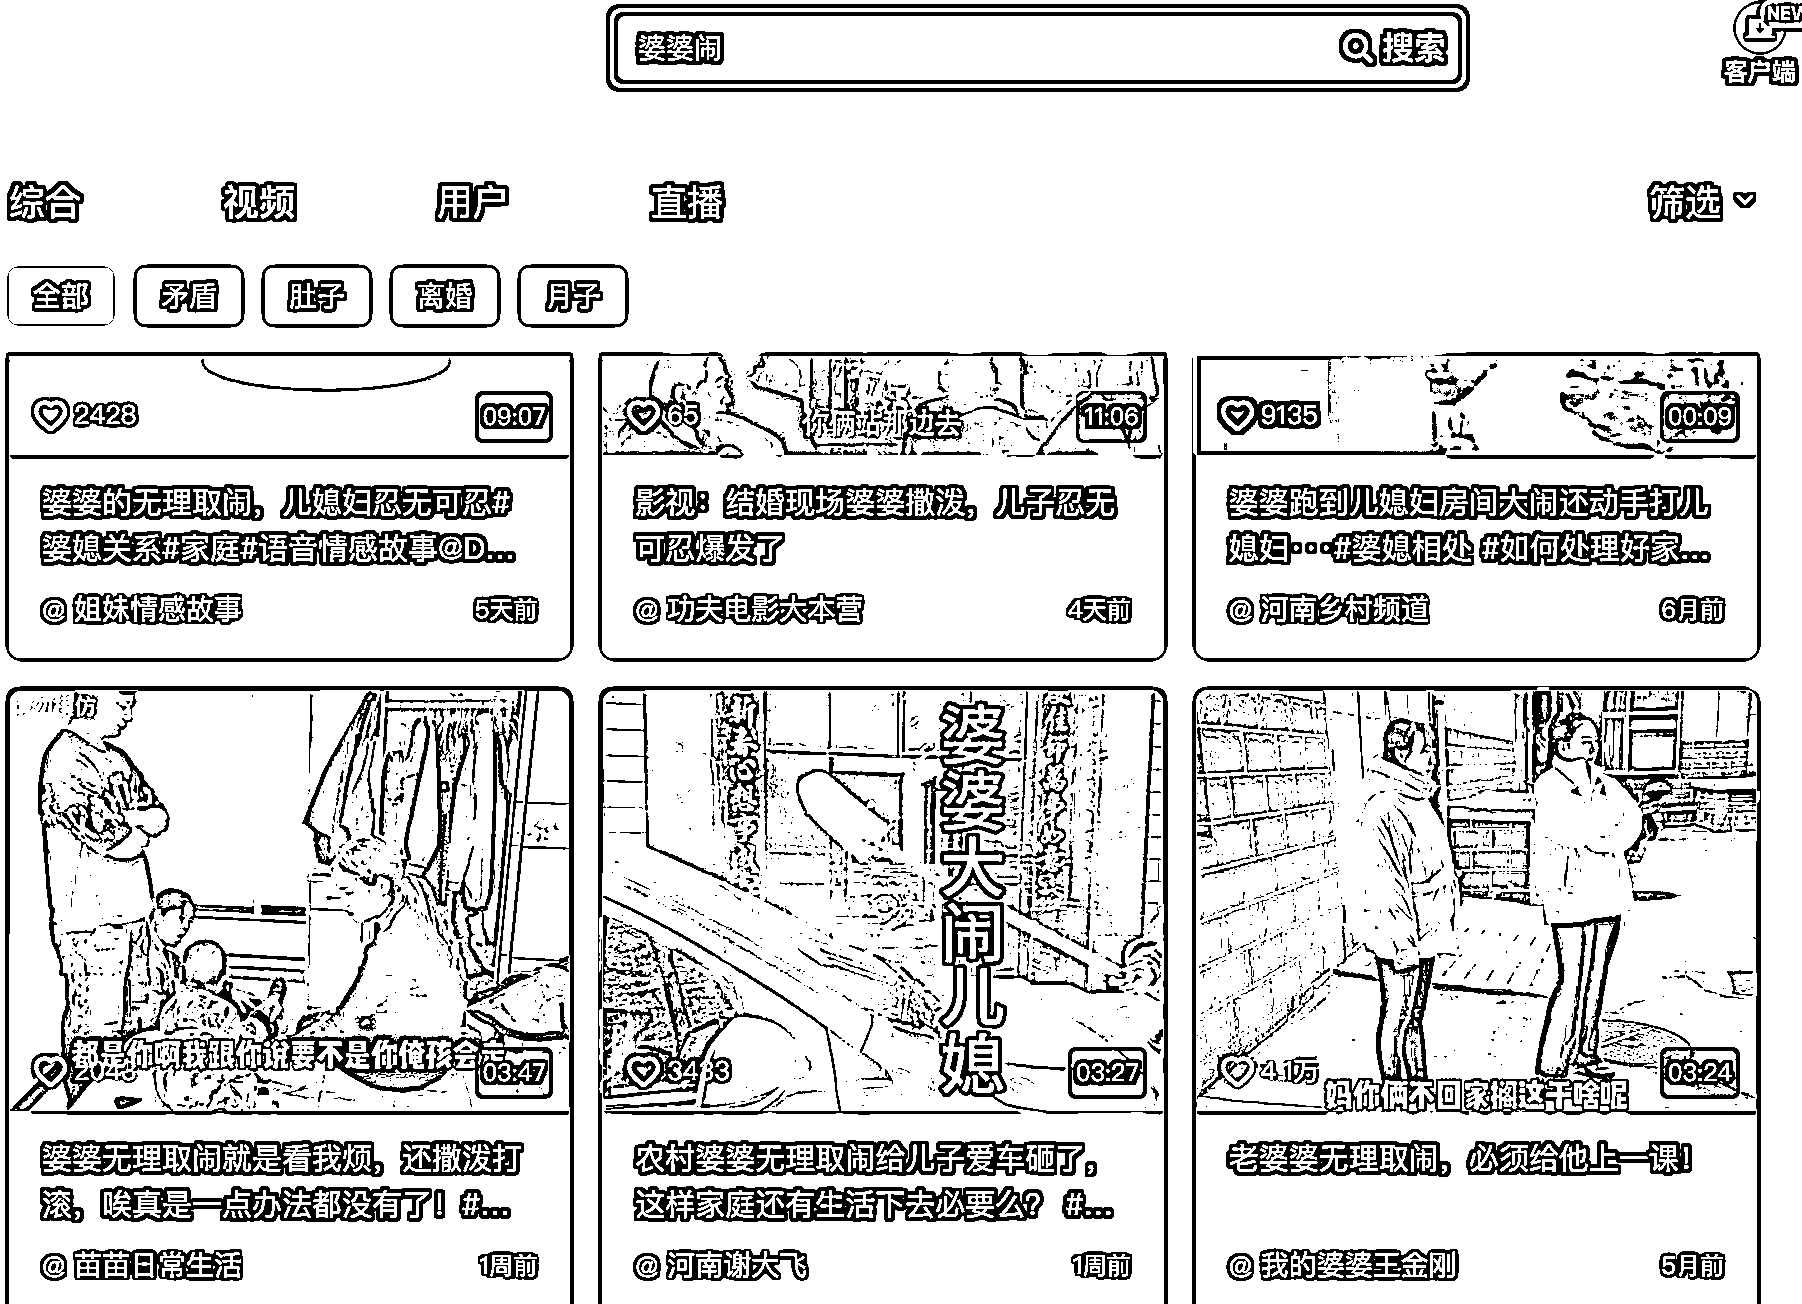 婆婆闹
搜索
NEW
客户端
综合
视频
用户
直播
筛选
全部
矛盾
肚子
离婚
月子
2428
09:07
婆婆的无理取闹，儿媳妇忍无可忍#
婆媳关系#家庭#语音情感故事@D...
@ 姐妹情感故事
5天前
65
你俩站那边去
11:06
影视：结婚现场婆婆撒泼，儿子忍无
可忍爆发了
@ 功夫电影大本营
4天前
9135
00:09
婆婆跑到儿媳妇房间大闹还动手打儿
媳妇···#婆媳相处 #如何处理好家...
@ 河南乡村频道
6月前
都是你啊我跟你说要不是你俺孩会
03:47
婆婆无理取闹就是看我烦，还撒泼打
滚，唉真是一点办法都没有了！#...
@ 苗苗日常生活
1周前
婆婆大闹儿媳
03:27
农村婆婆无理取闹给儿子爱车砸了，
这样家庭还有生活下去必要么？ #...
@ 河南谢大飞
1周前
4.1万
03:24
妈你俩不回家搁这干啥呢
老婆婆无理取闹，必须给他上一课！
@ 我的婆婆王金刚
5月前